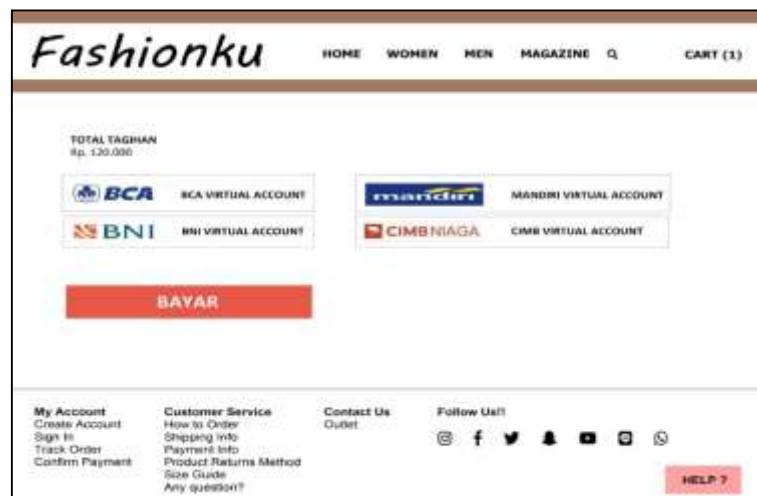 Fashionku HOME WOMEN MEN MAGAZINE CART (1)
TOTAL TAGIHAN
Rp. 120.000
BCA BCA VIRTUAL ACCOUNT
mandiri MANDIRI VIRTUAL ACCOUNT
BNI BNI VIRTUAL ACCOUNT
CIMB NIAGA CIMB VIRTUAL ACCOUNT
BAYAR
My Account
Create Account
Sign In
Track Order
Confirm Payment
Customer Service
How to Order
Shipping Info
Payment Info
Product Returns Method
Size Guide
Any question?
Contact Us
Outlet
Follow Us!!
HELP ?